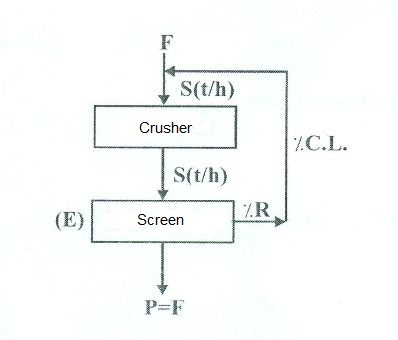 F
S(t/h)
Crusher
%C.L.
S(t/h)
(E)
Screen
%R
P=F